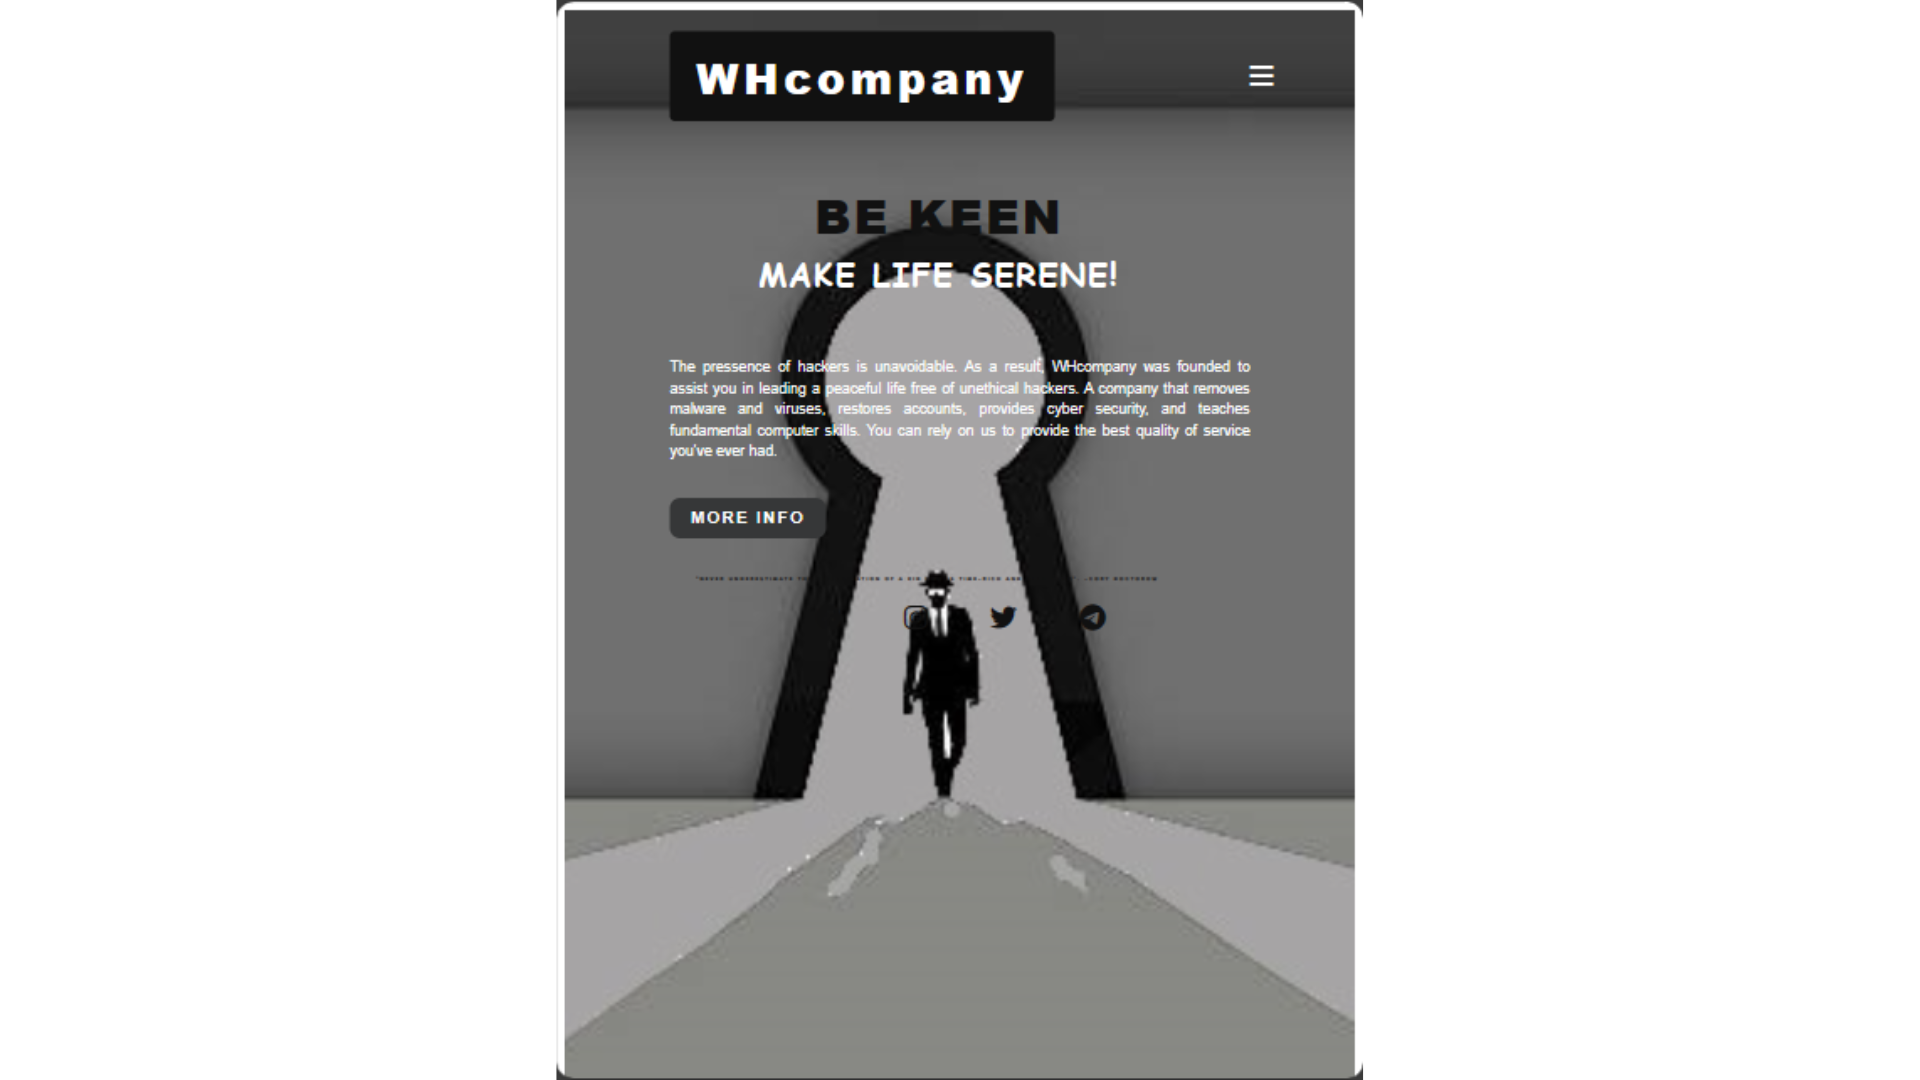 WHcompany
BE KEEN
MAKE LIFE SERENE!
The pressence of hackers is unavoidable. As a result, WHcompany was founded to
assist you in leading a peaceful life free of unethical hackers. A company that removes
malware and viruses, restores accounts, provides cyber security, and teaches
fundamental computer skills. You can rely on us to provide the best quality of service
you've ever had.
MORE INFO